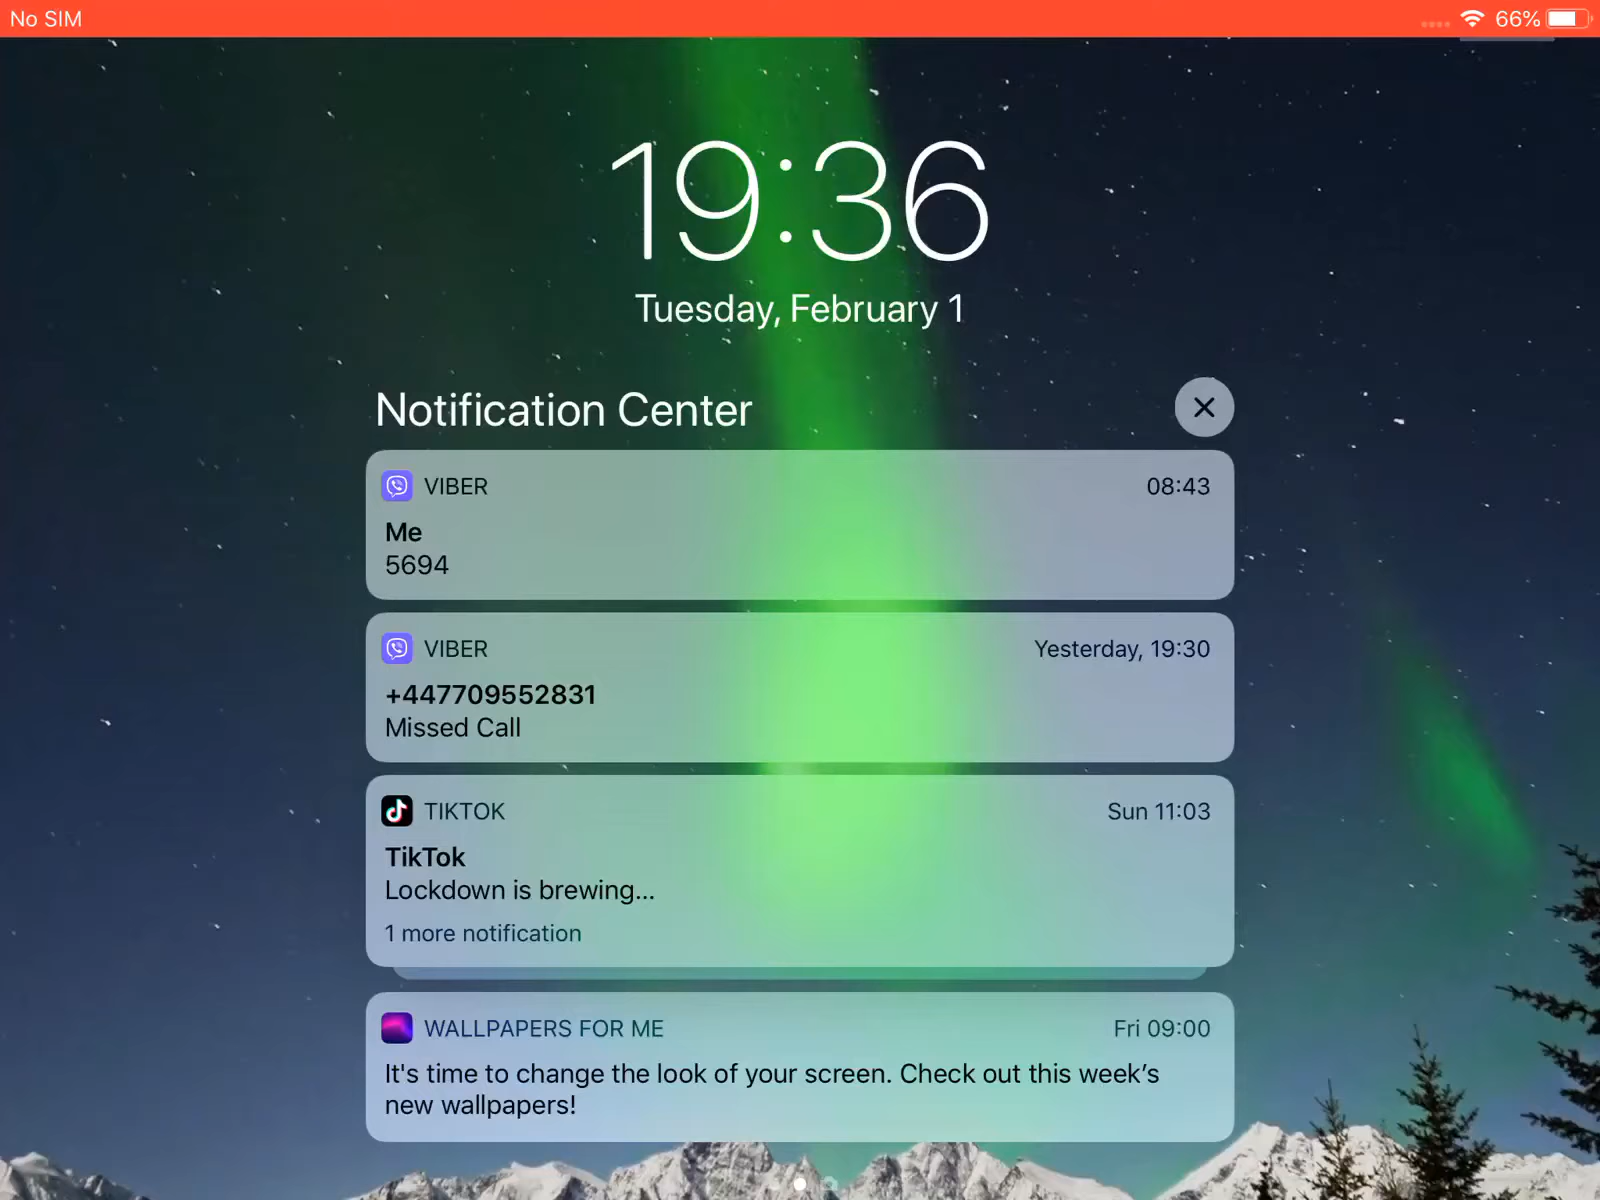 No SIM
66%
19:36
Tuesday, February 1
Notification Center
VIBER
08:43
Me
5694
VIBER
Yesterday, 19:30
+447709552831
Missed Call
TIKTOK
Sun 11:03
TikTok
Lockdown is brewing...
1 more notification
WALLPAPERS FOR ME
Fri 09:00
It's time to change the look of your screen. Check out this week’s
new wallpapers!